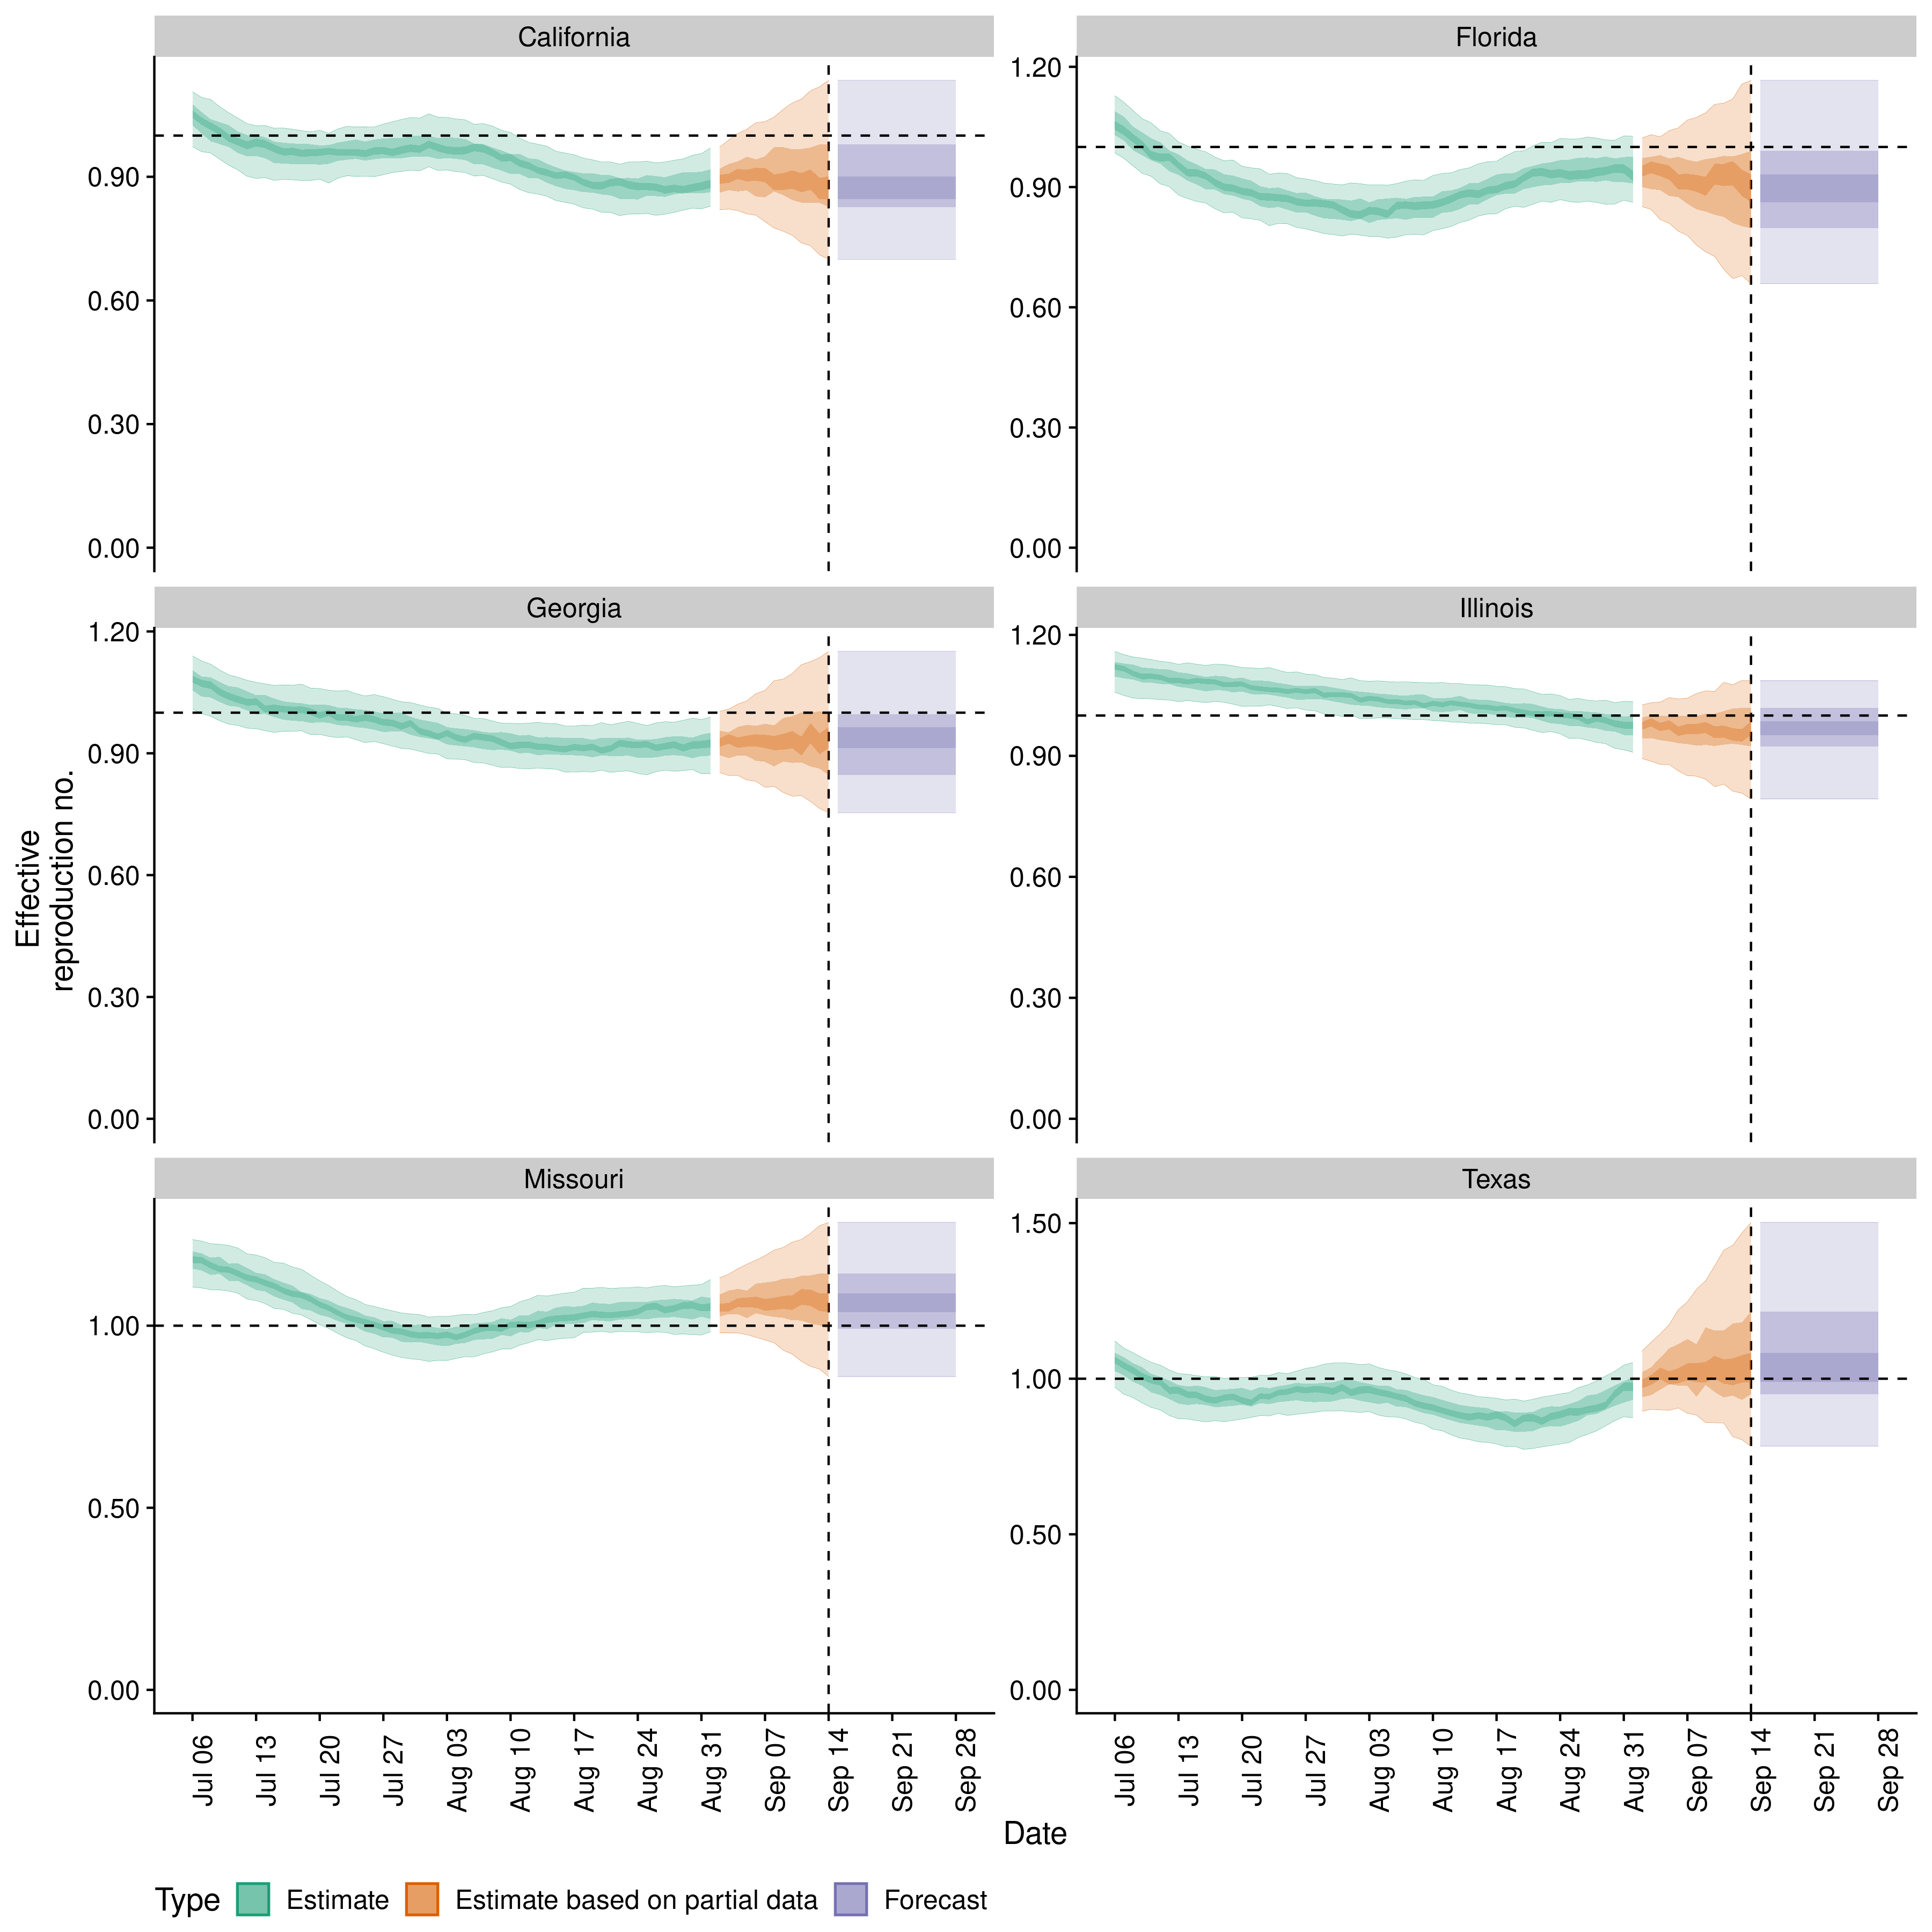 California
Florida
0.90
0.60
0.30
0.00
1.20
0.90
0.60
0.30
0.00
Georgia
Illinois
1.20
0.90
0.60
0.30
0.00
1.20
0.90
0.60
0.30
0.00
Effective
reproduction no.
Missouri
Texas
1.00
0.50
0.00
1.50
1.00
0.50
0.00
Jul 06
Jul 13
Jul 20
Jul 27
Aug 03
Aug 10
Aug 17
Aug 24
Aug 31
Sep 07
Sep 14
Sep 21
Sep 28
Jul 06
Jul 13
Jul 20
Jul 27
Aug 03
Aug 10
Aug 17
Aug 24
Aug 31
Sep 07
Sep 14
Sep 21
Sep 28
Date
Type Estimate Estimate based on partial data Forecast